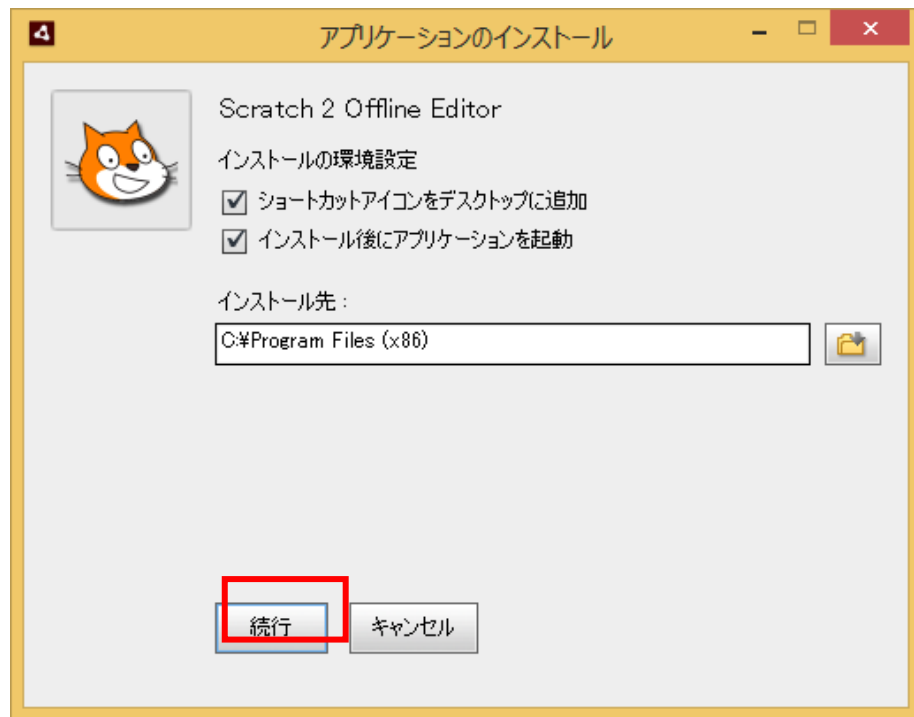 アプリケーションのインストール
Scratch 2 Offline Editor
インストールの環境設定
ショートカットアイコンをデスクトップに追加
インストール後にアプリケーションを起動
インストール先 :
C:¥Program Files (x86)
続行 キャンセル